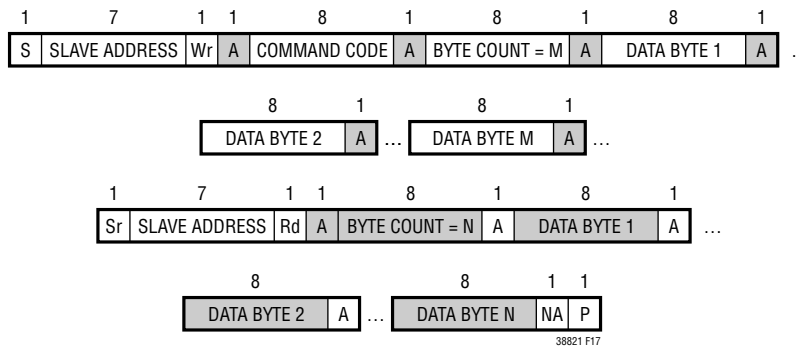 1 7 1 1 8 1 8 1 8 1
S SLAVE ADDRESS Wr A COMMAND CODE A BYTE COUNT = M A DATA BYTE 1 A .
8 1 8 1
DATA BYTE 2 A … DATA BYTE M A …
1 7 1 1 8 1 8 1
Sr SLAVE ADDRESS Rd A BYTE COUNT = N A DATA BYTE 1 A …
8 1 8 1 1
DATA BYTE 2 A … DATA BYTE N NA P
38821 F17